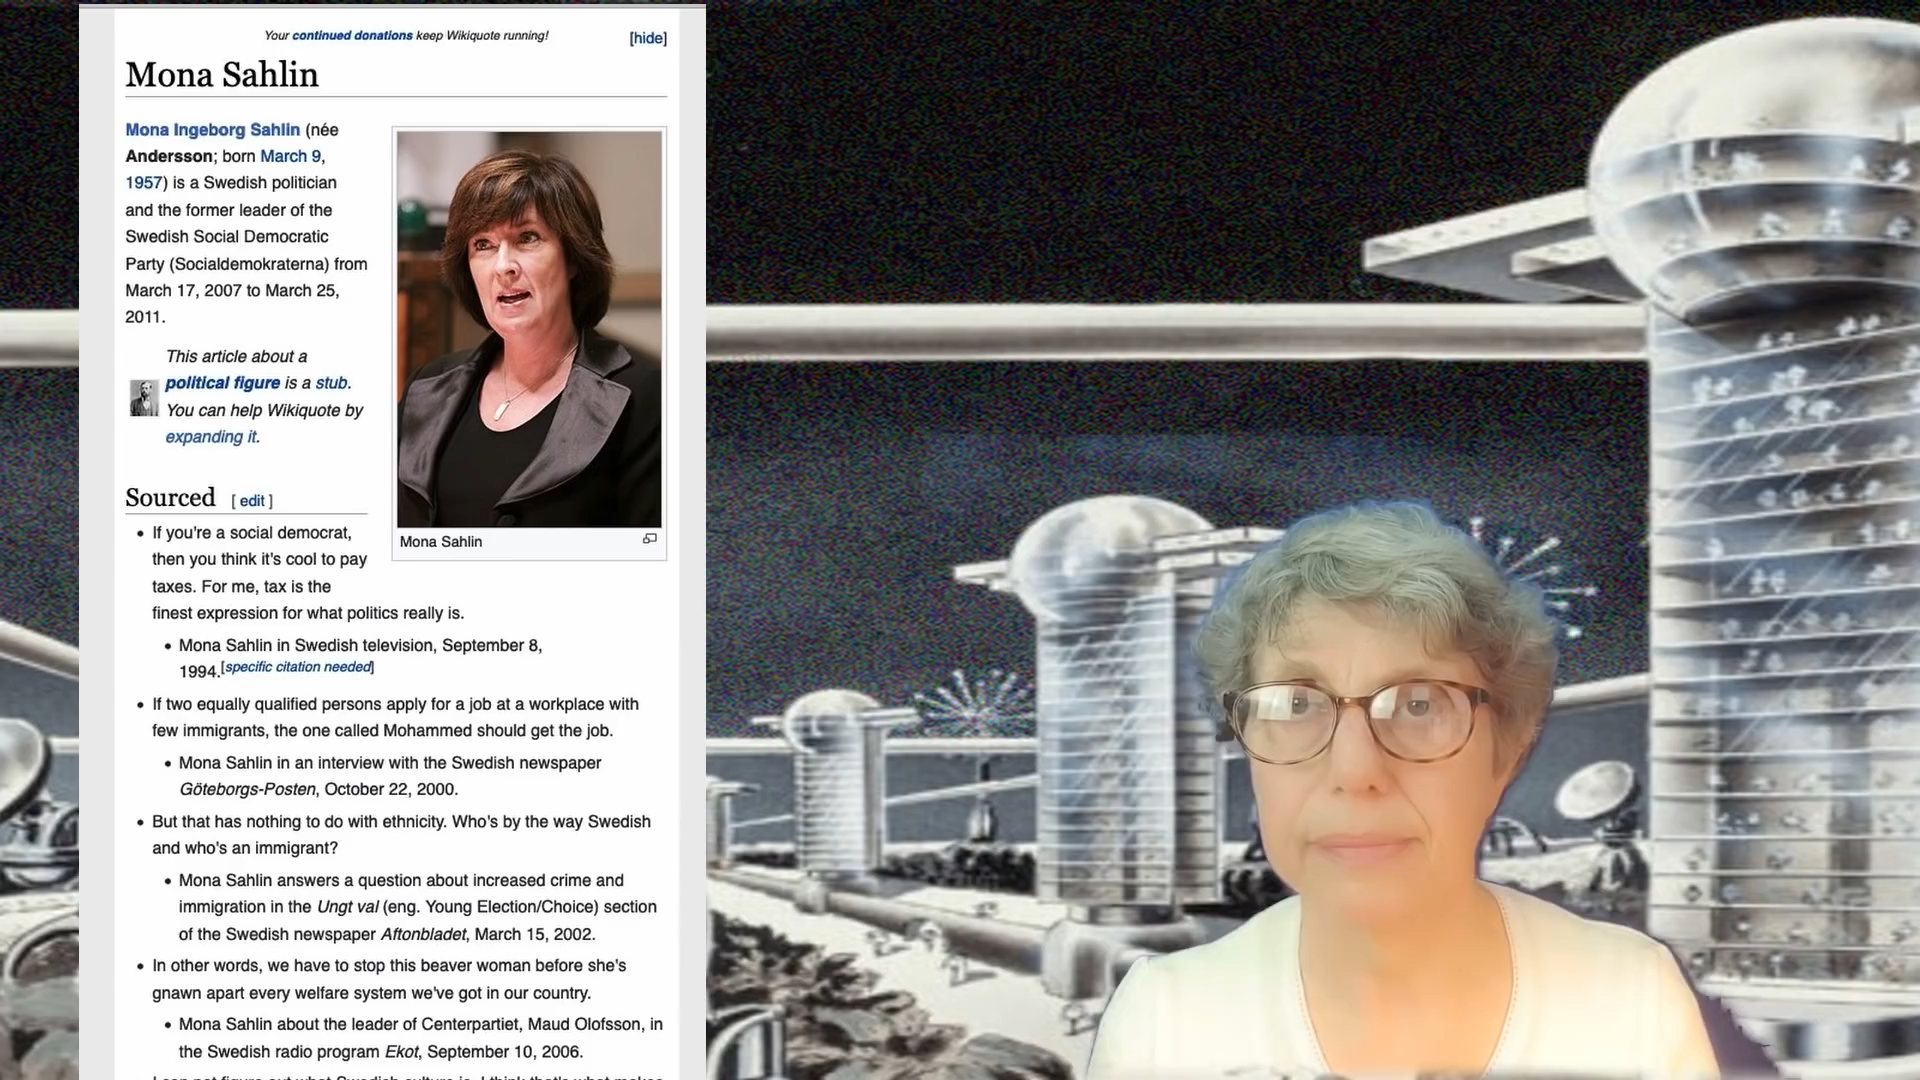 Your continued donations keep Wikiquote running!
[hide]
Mona Sahlin
Mona Ingeborg Sahlin (née
Andersson; born March 9,
1957) is a Swedish politician
and the former leader of the
Swedish Social Democratic
Party (Socialdemokraterna) from
March 17, 2007 to March 25,
2011.
This article about a
political figure is a stub.
You can help Wikiquote by
expanding it.
Mona Sahlin
Sourced [ edit ]
• If you're a social democrat,
then you think it's cool to pay
taxes. For me, tax is the
finest expression for what politics really is.
• Mona Sahlin in Swedish television, September 8,
1994.[specific citation needed]
• If two equally qualified persons apply for a job at a workplace with
few immigrants, the one called Mohammed should get the job.
• Mona Sahlin in an interview with the Swedish newspaper
Göteborgs-Posten, October 22, 2000.
• But that has nothing to do with ethnicity. Who's by the way Swedish
and who's an immigrant?
• Mona Sahlin answers a question about increased crime and
immigration in the Ungt val (eng. Young Election/Choice) section
of the Swedish newspaper Aftonbladet, March 15, 2002.
• In other words, we have to stop this beaver woman before she's
gnawn apart every welfare system we've got in our country.
• Mona Sahlin about the leader of Centerpartiet, Maud Olofsson, in
the Swedish radio program Ekot, September 10, 2006.